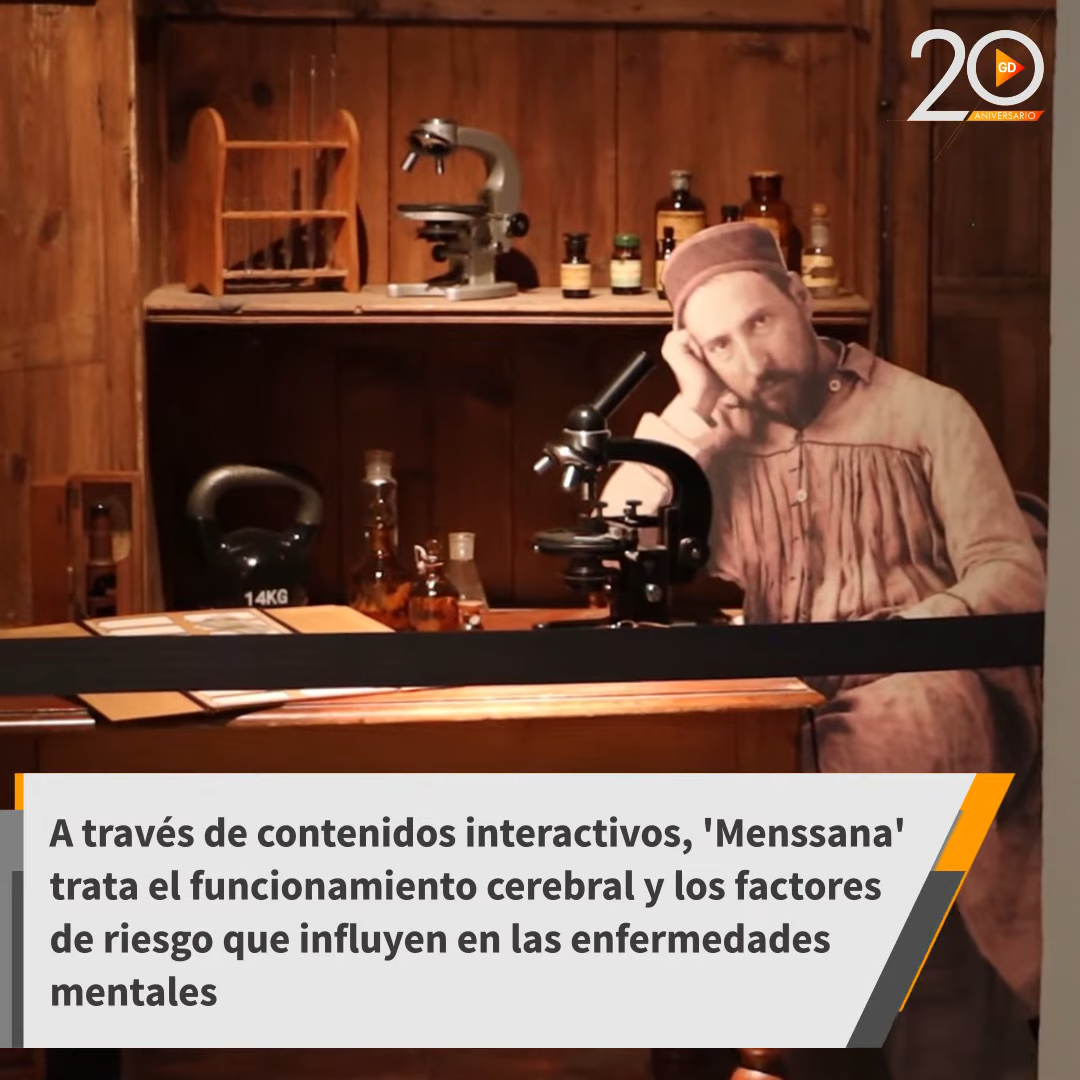 20
GD
ANIVERSARIO
14KG
A través de contenidos interactivos, 'Menssana'
trata el funcionamiento cerebral y los factores
de riesgo que influyen en las enfermedades
mentales